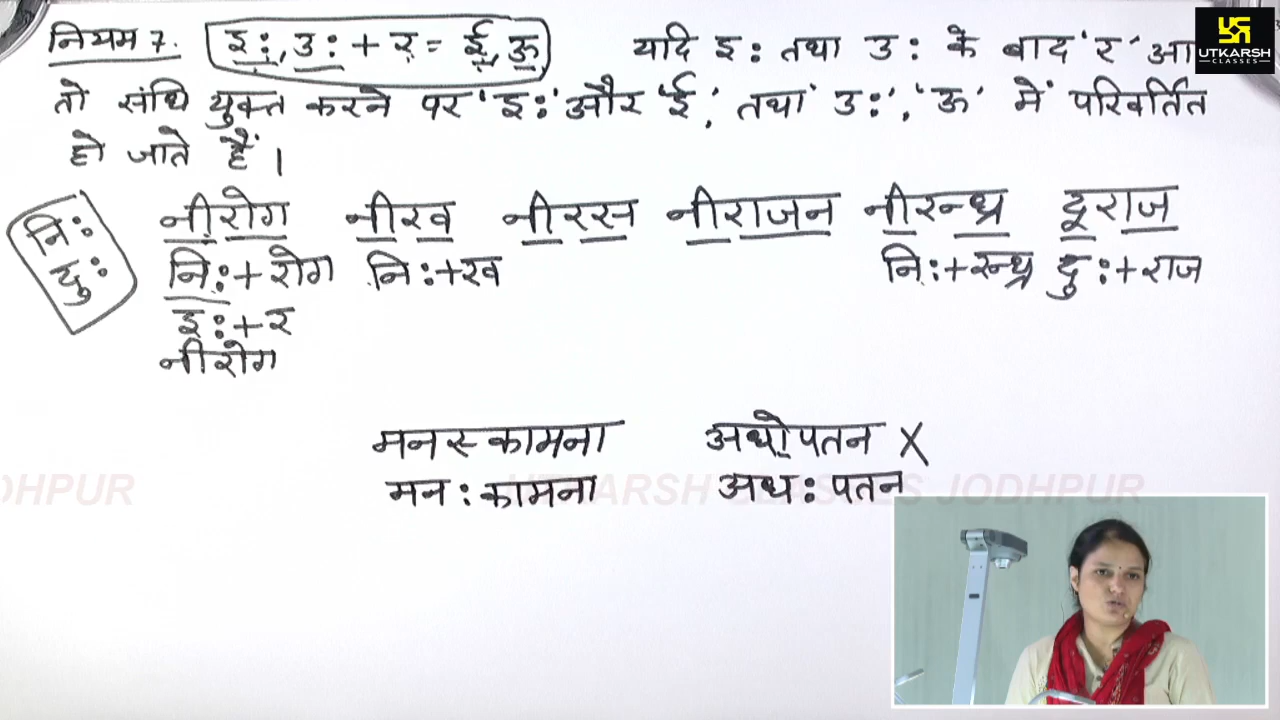 नियम 7. इः, उः + र = ई, ऊ यदि इः तथा उः के बाद 'र' आ
तो संधि युक्त करने पर 'इः' और 'ई', तथा 'उः', 'ऊ' में परिवर्तित
हो जाते हैं।
UTKARSH
CLASSES
निः
दुः
नीरोग नीरव नीरस नीराजन नीरन्ध्र दूराज
निः+रोग निः+रव निः+रन्ध्र दुः+राज
इः+र
नीरोग
मनस्कामना अधोपतन X
मनःकामना अधःपतन
DHPUR UTKARSH CLASSES JODHPUR